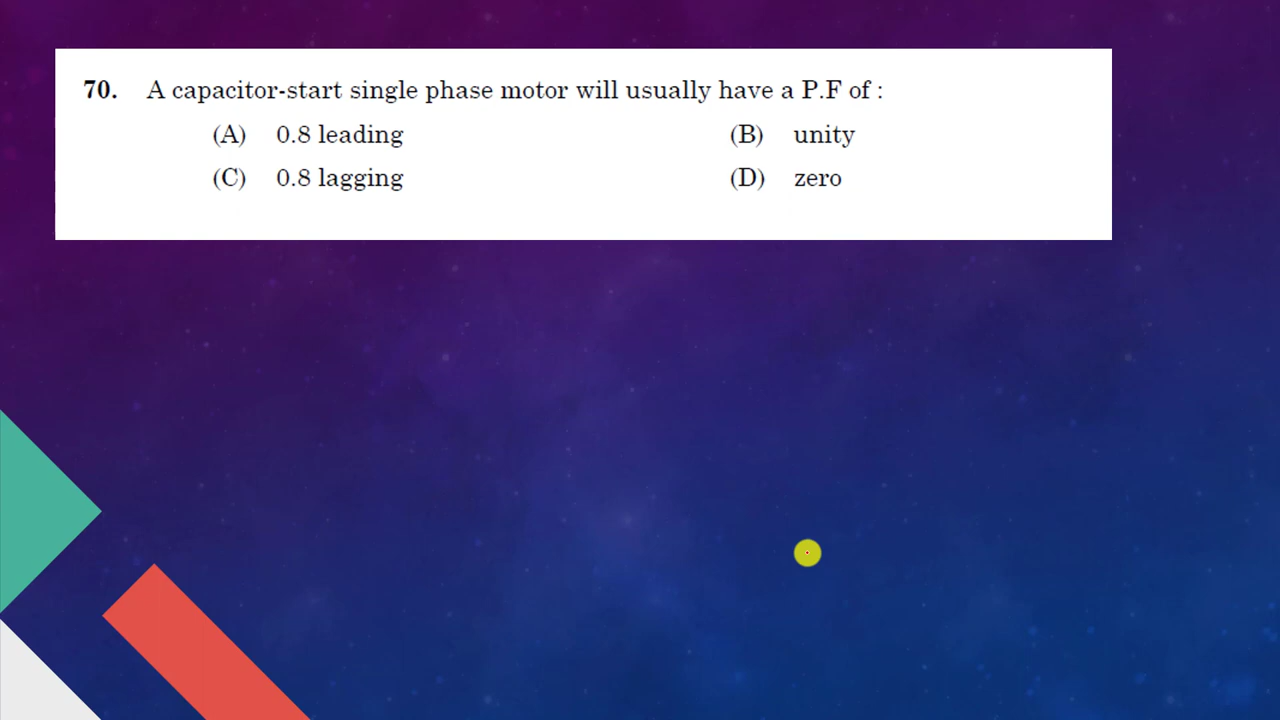 70. A capacitor-start single phase motor will usually have a P.F of :
(A) 0.8 leading (B) unity
(C) 0.8 lagging (D) zero